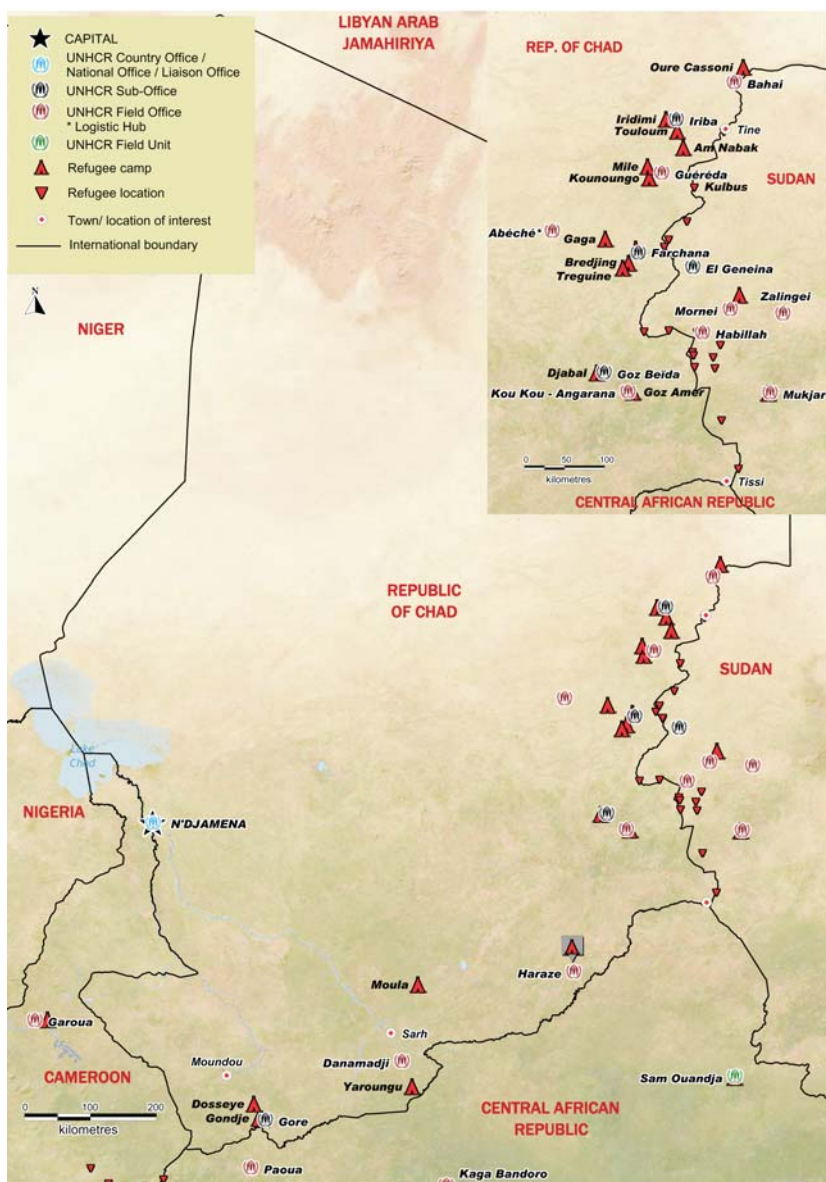 CAPITAL
UNHCR Country Office /
National Office / Liaison Office
UNHCR Sub-Office
UNHCR Field Office
* Logistic Hub
UNHCR Field Unit
Refugee camp
Refugee location
Town/ location of interest
International boundary
N
LIBYAN ARAB
JAMAHIRIYA
REP. OF CHAD
Oure Cassoni
Bahai
Iridimi
Iriba
Touloum
Tine
Am Nabak
Mile
Guéréda
Kounoungo
Kulbus
SUDAN
Abéché*
Gaga
Farchana
Bredjing
El Geneina
Treguine
Zalingei
Mornei
Habillah
Djabal
Goz Beïda
Kou Kou - Angarana
Goz Amer
Mukjar
0 50 100
kilometres
Tissi
CENTRAL AFRICAN REPUBLIC
NIGER
REPUBLIC
OF CHAD
SUDAN
Lake
Chad
NIGERIA
N'DJAMENA
Haraze
Moula
Garoua
Sarh
Moundou
Danamadji
CAMEROON
Yaroungu
Sam Ouandja
0 100 200
kilometres
Dosseye
Gondje
Gore
CENTRAL AFRICAN
REPUBLIC
Paoua
Kaga Bandoro